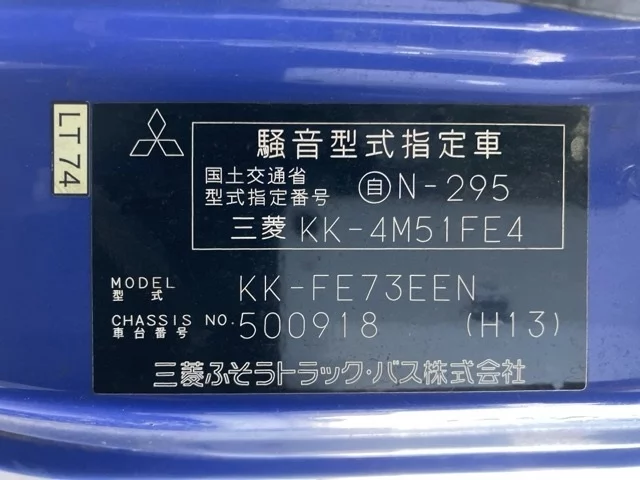 LT74
騒音型式指定車
国土交通省
型式指定番号 自N-295
三菱 KK-4M51FE4
MODEL KK-FE73EEN
型式
CHASSIS NO. 500918 (H13)
車台番号
三菱ふそうトラック・バス株式会社